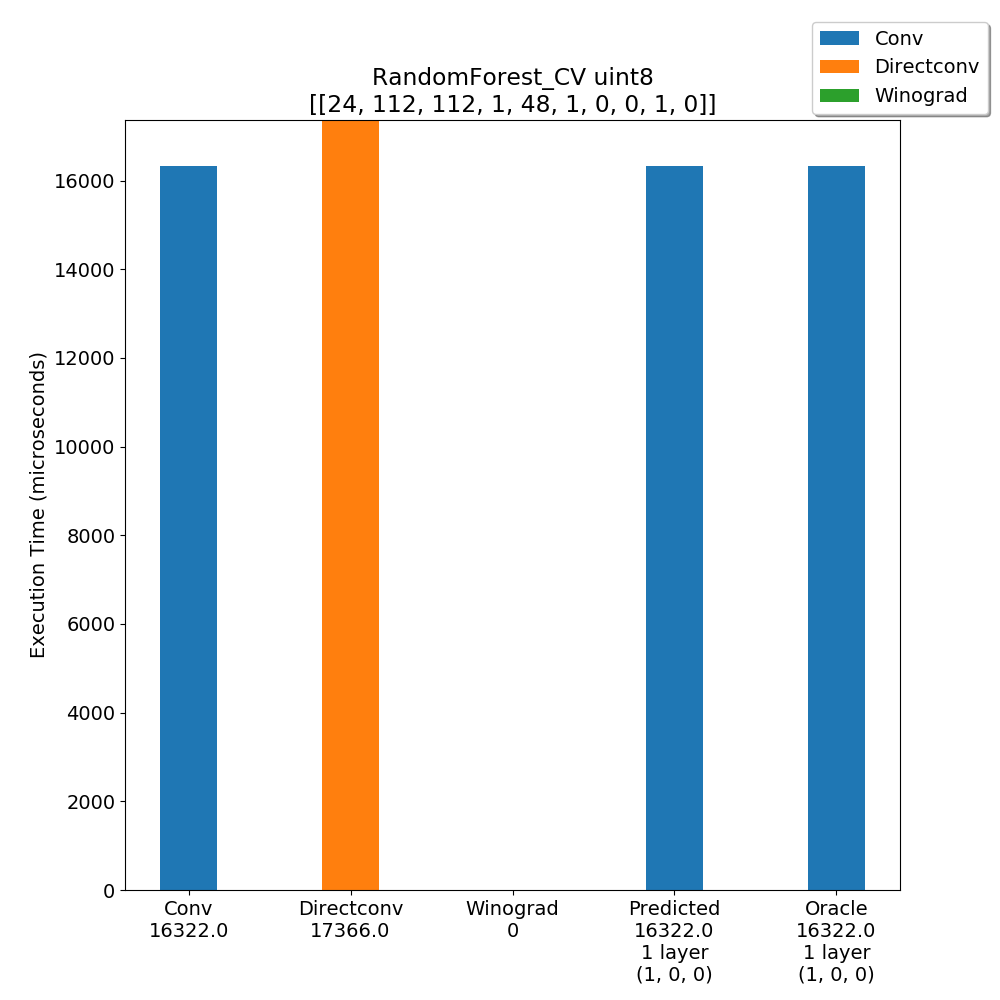 Conv
Directconv
Winograd
RandomForest_CV uint8
[[24, 112, 112, 1, 48, 1, 0, 0, 1, 0]]
Execution Time (microseconds)
16000
14000
12000
10000
8000
6000
4000
2000
0
Conv
16322.0
Directconv
17366.0
Winograd
0
Predicted
16322.0
1 layer
(1, 0, 0)
Oracle
16322.0
1 layer
(1, 0, 0)